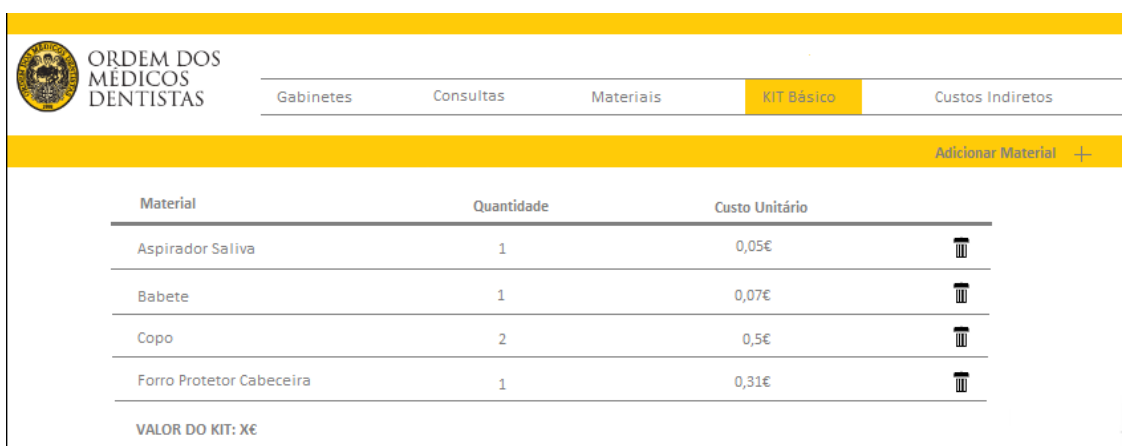 ORDEM DOS
MÉDICOS
DENTISTAS
Gabinetes Consultas Materiais KIT Básico Custos Indiretos
Adicionar Material +
Material Quantidade Custo Unitário
Aspirador Saliva 1 0,05€
Babete 1 0,07€
Copo 2 0,5€
Forro Protetor Cabeceira 1 0,31€
VALOR DO KIT: X€